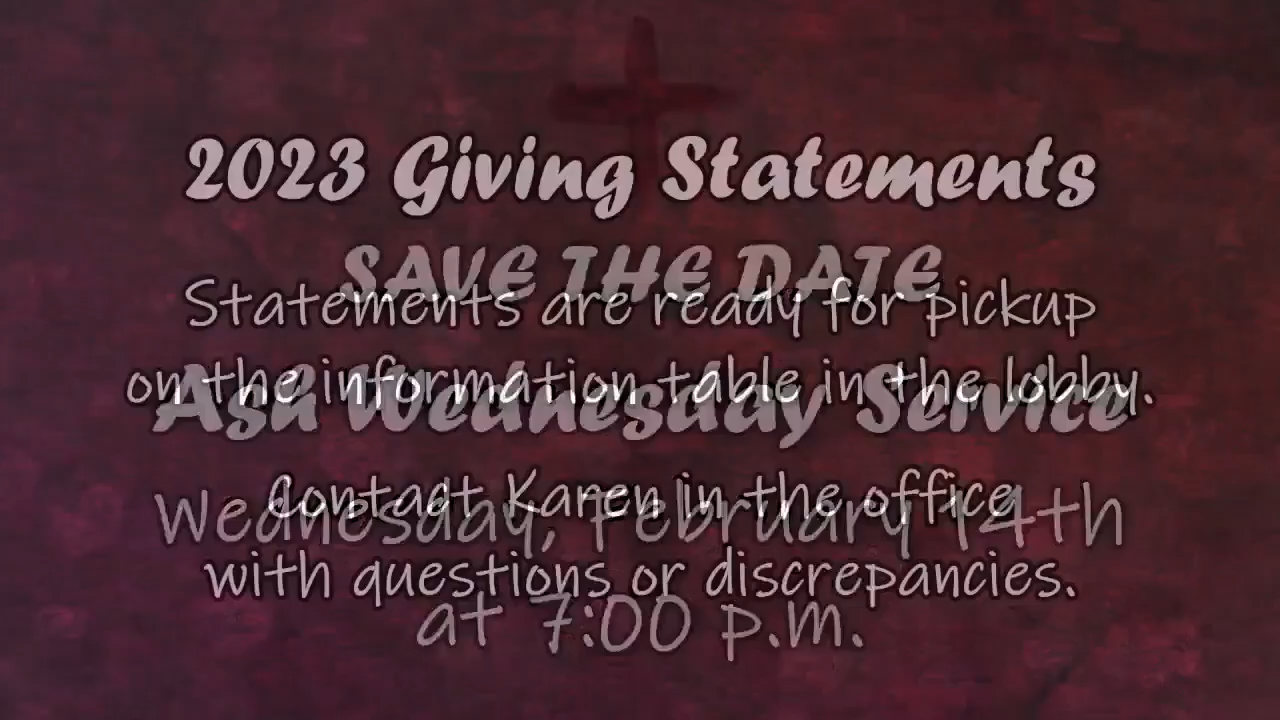 2023 Giving Statements
SAVE THE DATE
Statements are ready for pickup
on the information table in the lobby.
Ash Wednesday Service
Contact Karen in the office
Wednesday, February 14th
with questions or discrepancies.
at 7:00 p.m.